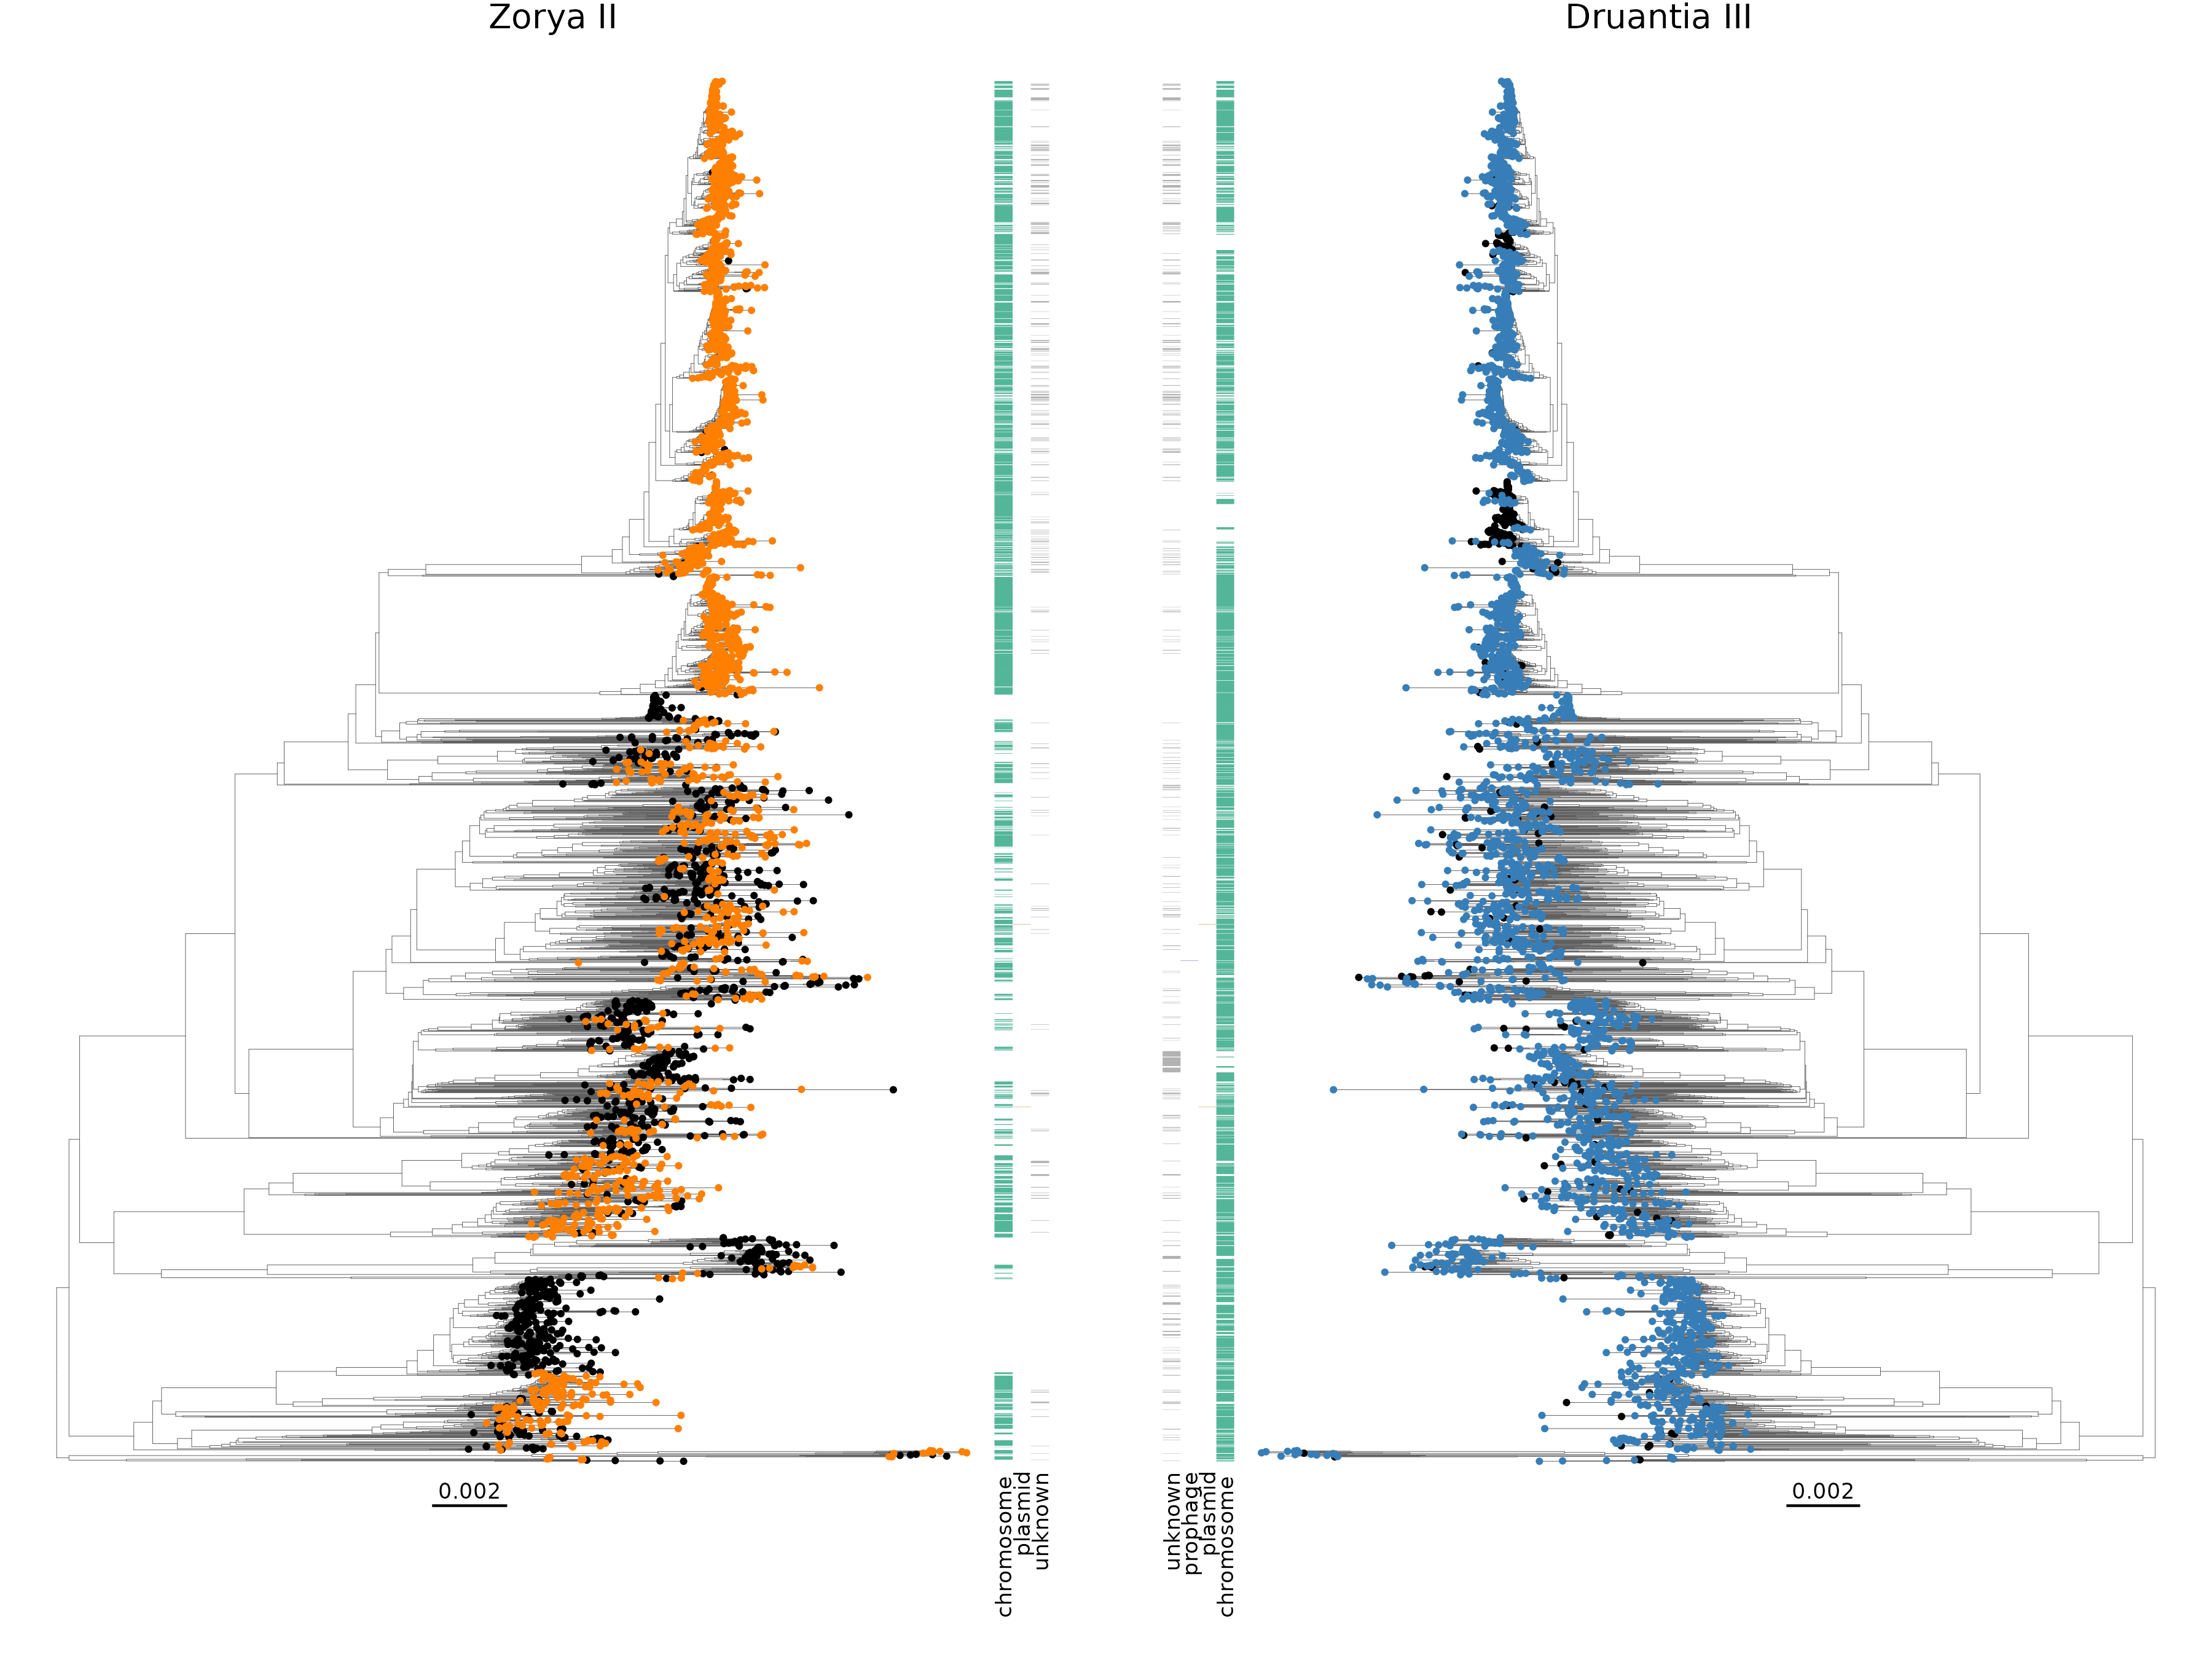 Zorya II
Druantia III
0.002
0.002
chromosome
plasmid
unknown
unknown
prophage
plasmid
chromosome